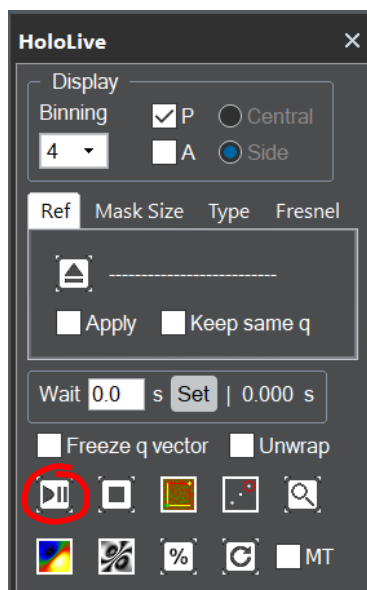 HoloLive
Display
Binning P Central
4 A Side
Ref Mask Size Type Fresnel
---------------------------
Apply Keep same q
Wait 0.0 s Set | 0.000 s
Freeze q vector Unwrap
%
MT